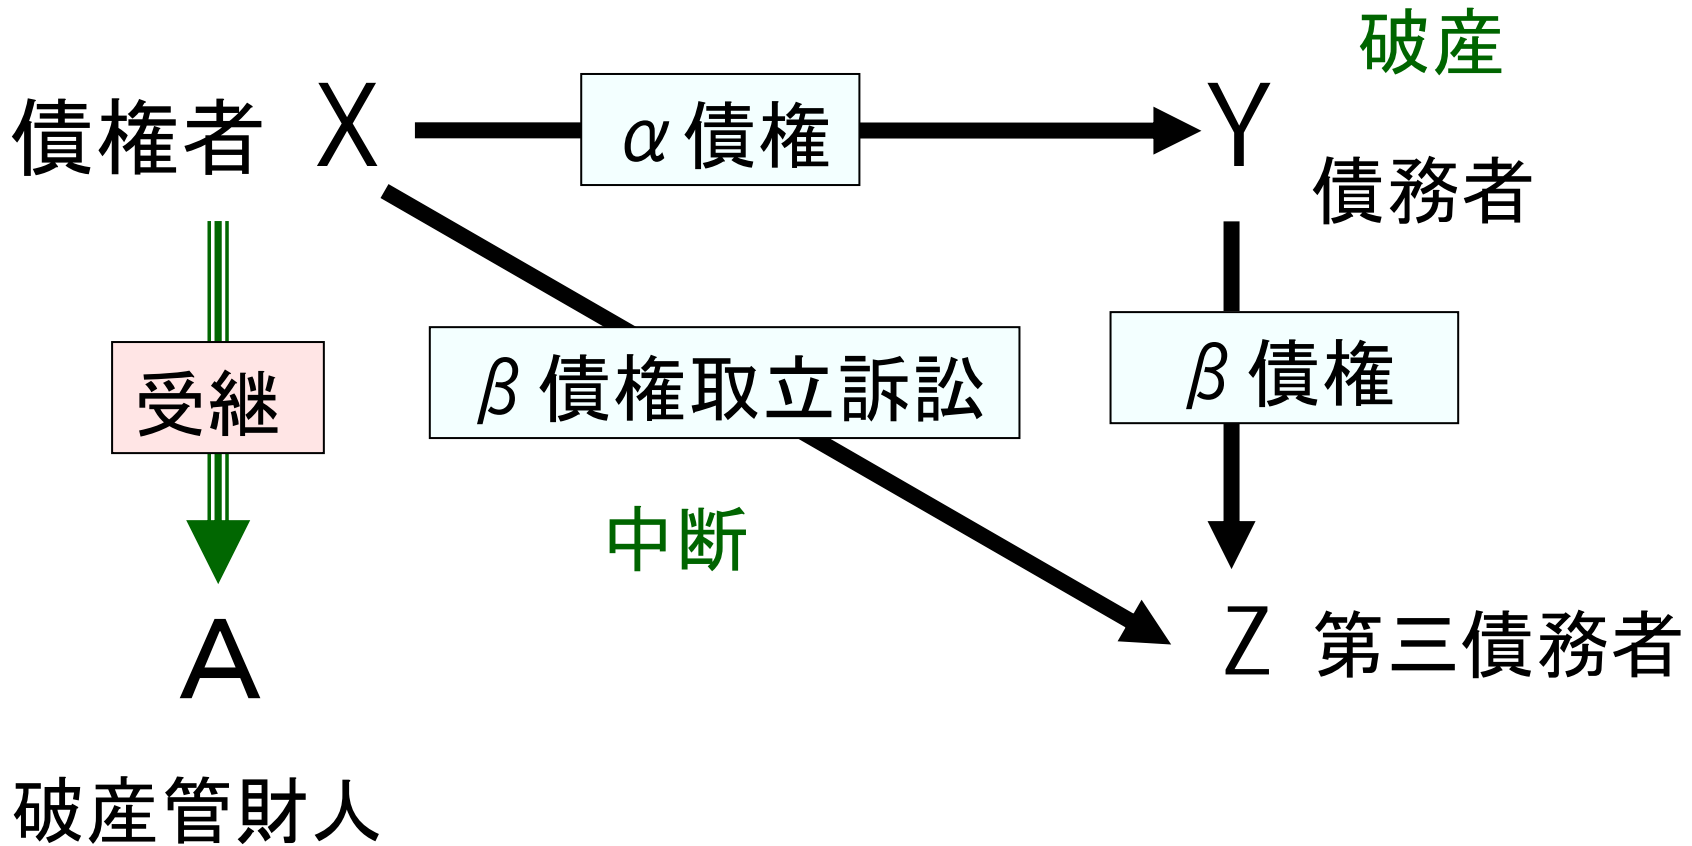 破産
債権者 X
α債権
Y
債務者
受継
β債権取立訴訟
β債権
中断
A
Z 第三債務者
破産管財人